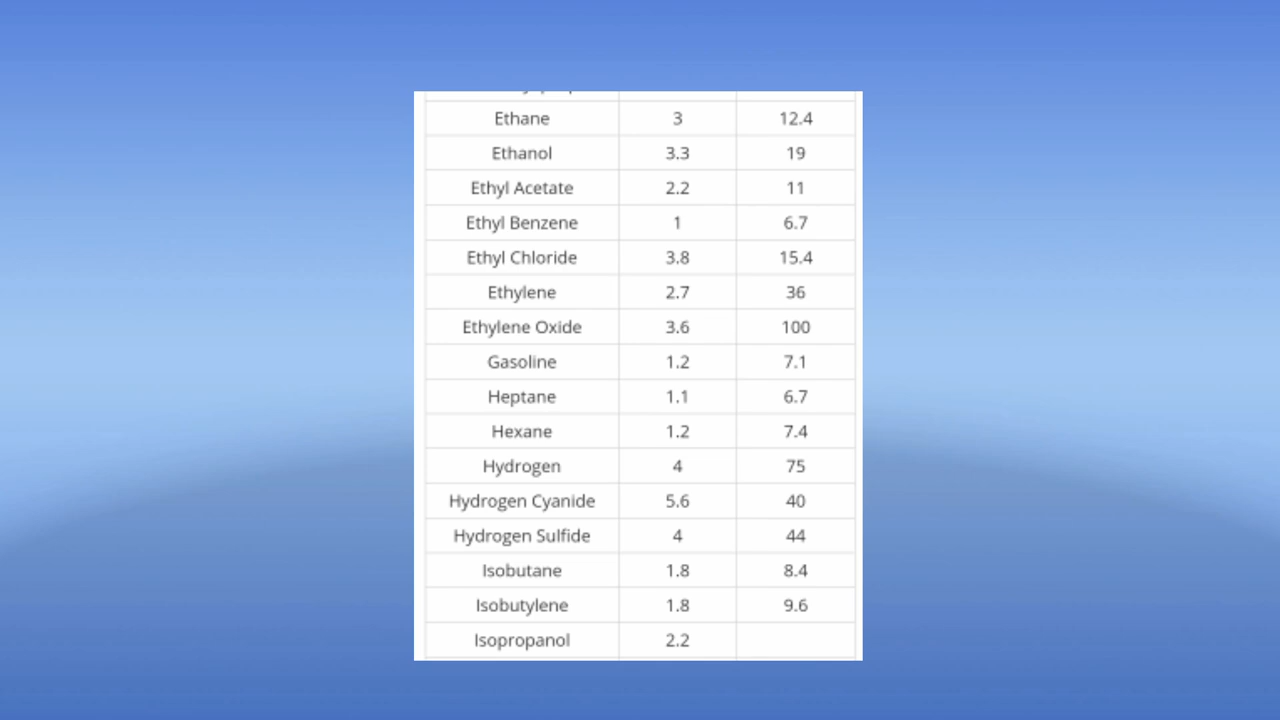 Ethane 3 12.4
Ethanol 3.3 19
Ethyl Acetate 2.2 11
Ethyl Benzene 1 6.7
Ethyl Chloride 3.8 15.4
Ethylene 2.7 36
Ethylene Oxide 3.6 100
Gasoline 1.2 7.1
Heptane 1.1 6.7
Hexane 1.2 7.4
Hydrogen 4 75
Hydrogen Cyanide 5.6 40
Hydrogen Sulfide 4 44
Isobutane 1.8 8.4
Isobutylene 1.8 9.6
Isopropanol 2.2